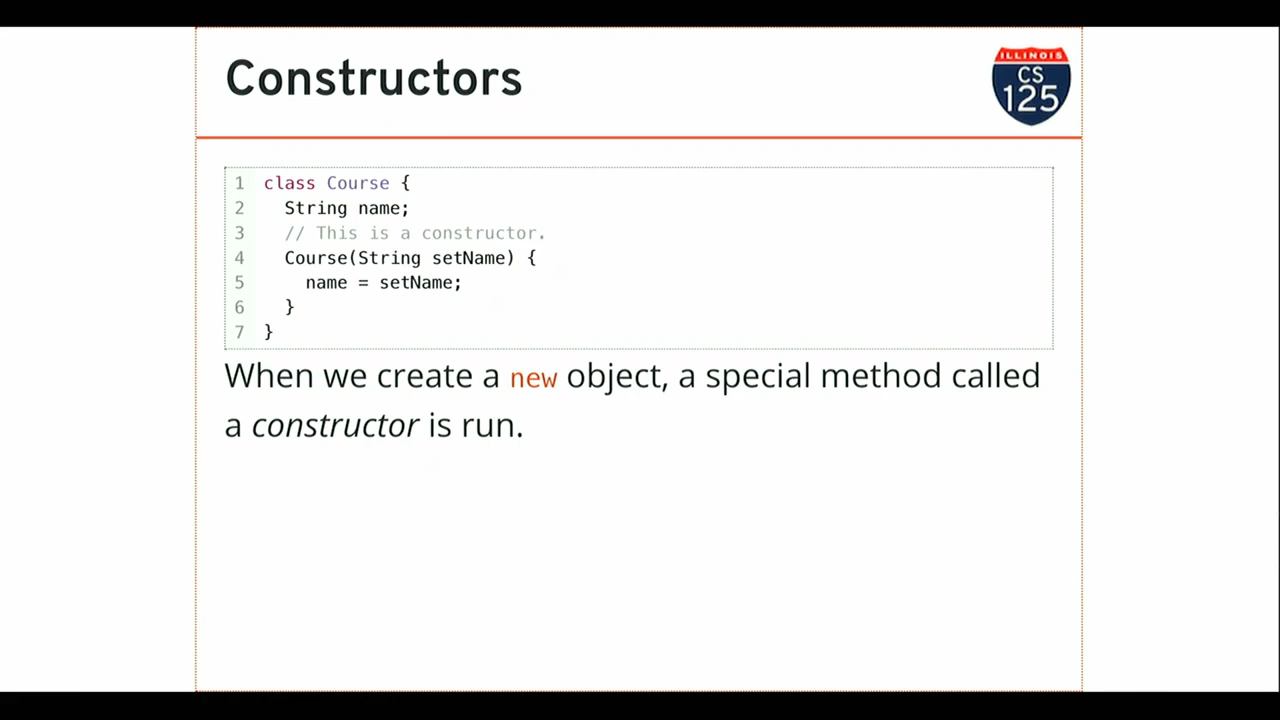 Constructors
ILLINOIS
CS
125
1 class Course {
2   String name;
3   // This is a constructor.
4   Course(String setName) {
5     name = setName;
6   }
7 }
When we create a new object, a special method called
a constructor is run.